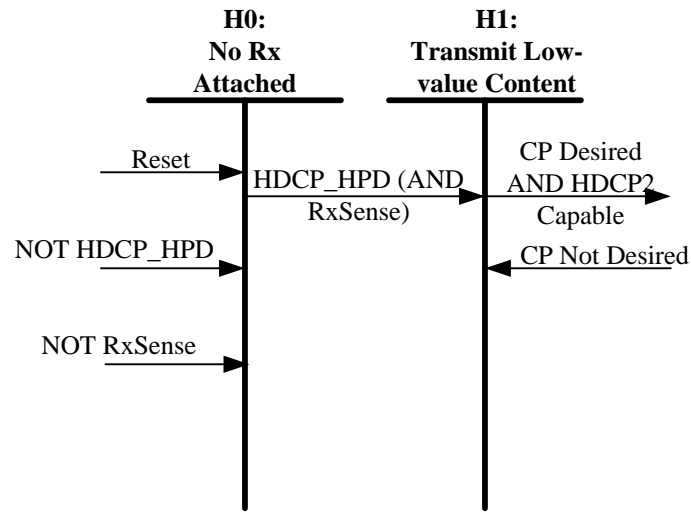 H0:
No Rx
Attached
H1:
Transmit Low-
value Content
Reset
HDCP_HPD (AND
RxSense)
CP Desired
AND HDCP2
Capable
NOT HDCP_HPD
CP Not Desired
NOT RxSense